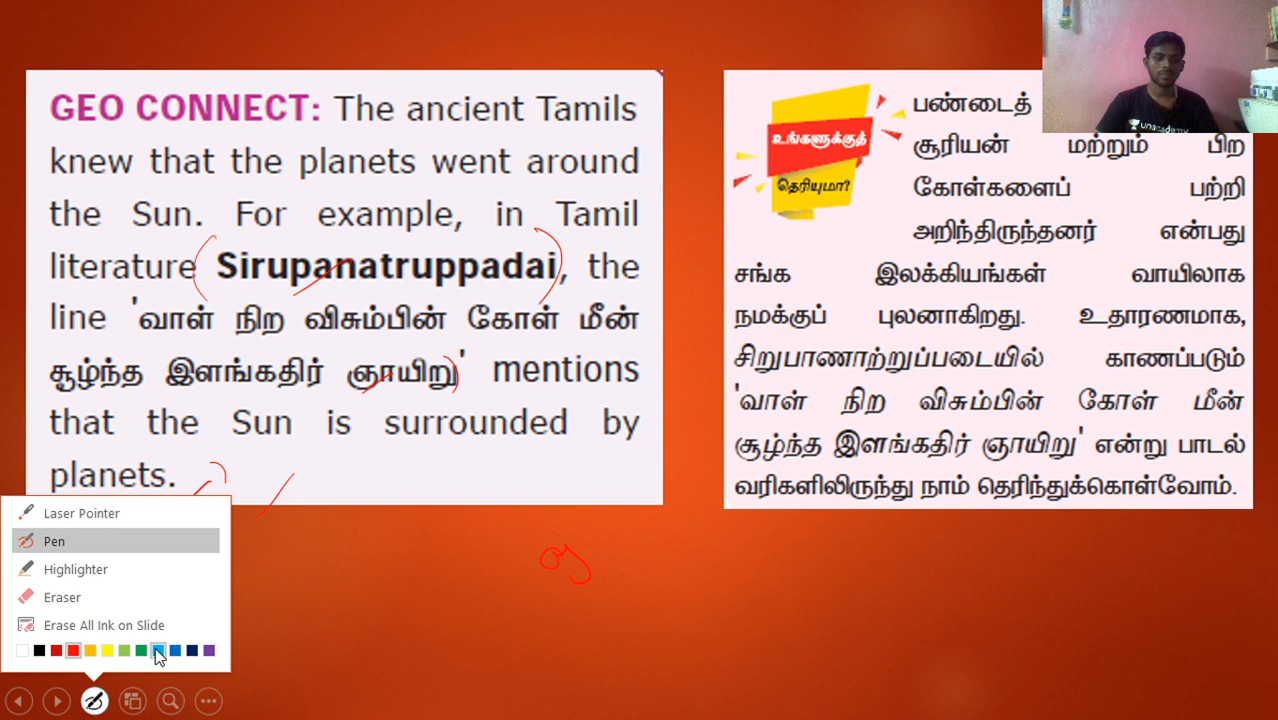 GEO CONNECT: The ancient Tamils
knew that the planets went around
the Sun. For example, in Tamil
literature Sirupanatruppadai, the
line 'வாள் நிற விசும்பின் கோள் மீன்
சூழ்ந்த இளங்கதிர் ஞாயிறு' mentions
that the Sun is surrounded by
planets.
உங்களுக்குத்
தெரியுமா?
பண்டைத்
சூரியன் மற்றும் பிற
கோள்களைப் பற்றி
அறிந்திருந்தனர் என்பது
சங்க இலக்கியங்கள் வாயிலாக
நமக்குப் புலனாகிறது. உதாரணமாக,
சிறுபாணாற்றுப்படையில் காணப்படும்
'வாள் நிற விசும்பின் கோள் மீன்
சூழ்ந்த இளங்கதிர் ஞாயிறு' என்று பாடல்
வரிகளிலிருந்து நாம் தெரிந்துக்கொள்வோம்.
unacademy
Laser Pointer
Pen
Highlighter
Eraser
Erase All Ink on Slide